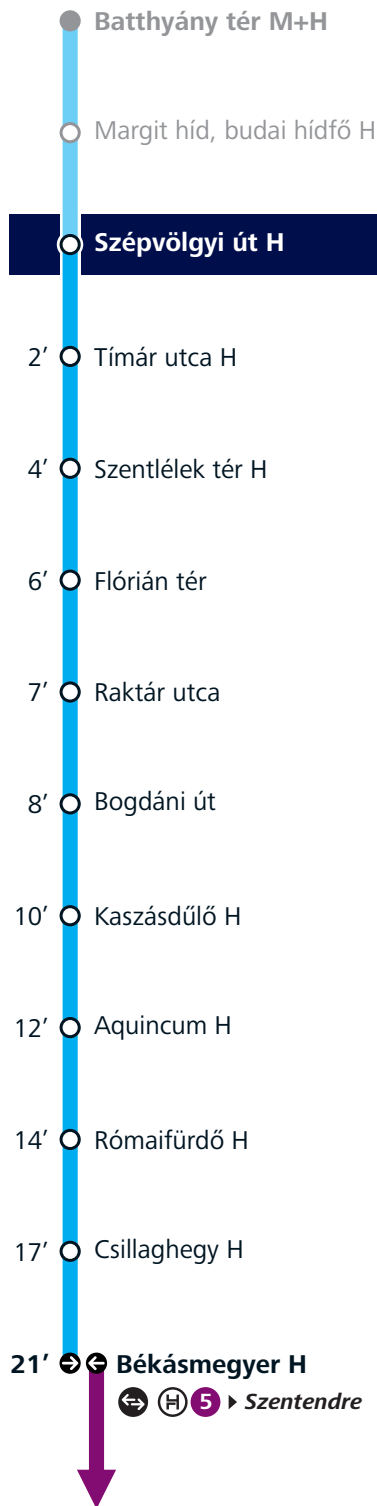 Batthyány tér M+H
Margit híd, budai hídfő H
Szépvölgyi út H
2’ Tímár utca H
4’ Szentlélek tér H
6’ Flórián tér
7’ Raktár utca
8’ Bogdáni út
10’ Kaszásdűlő H
12’ Aquincum H
14’ Rómaifürdő H
17’ Csillaghegy H
21’ Békásmegyer H
H 5 Szentendre